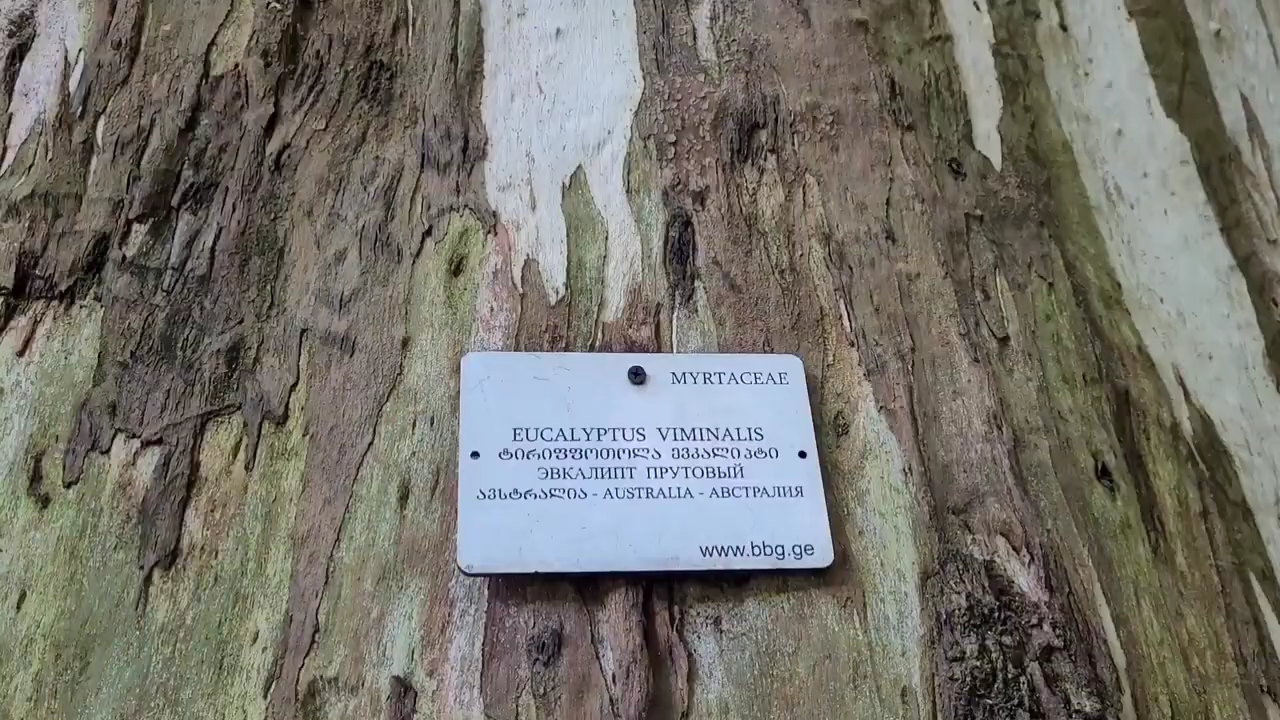 MYRTACEAE
EUCALYPTUS VIMINALIS
ტირიფფოთოლა ევკალიპტი
ЭВКАЛИПТ ПРУТОВЫЙ
ავსტრალია - AUSTRALIA - АВСТРАЛИЯ
www.bbg.ge